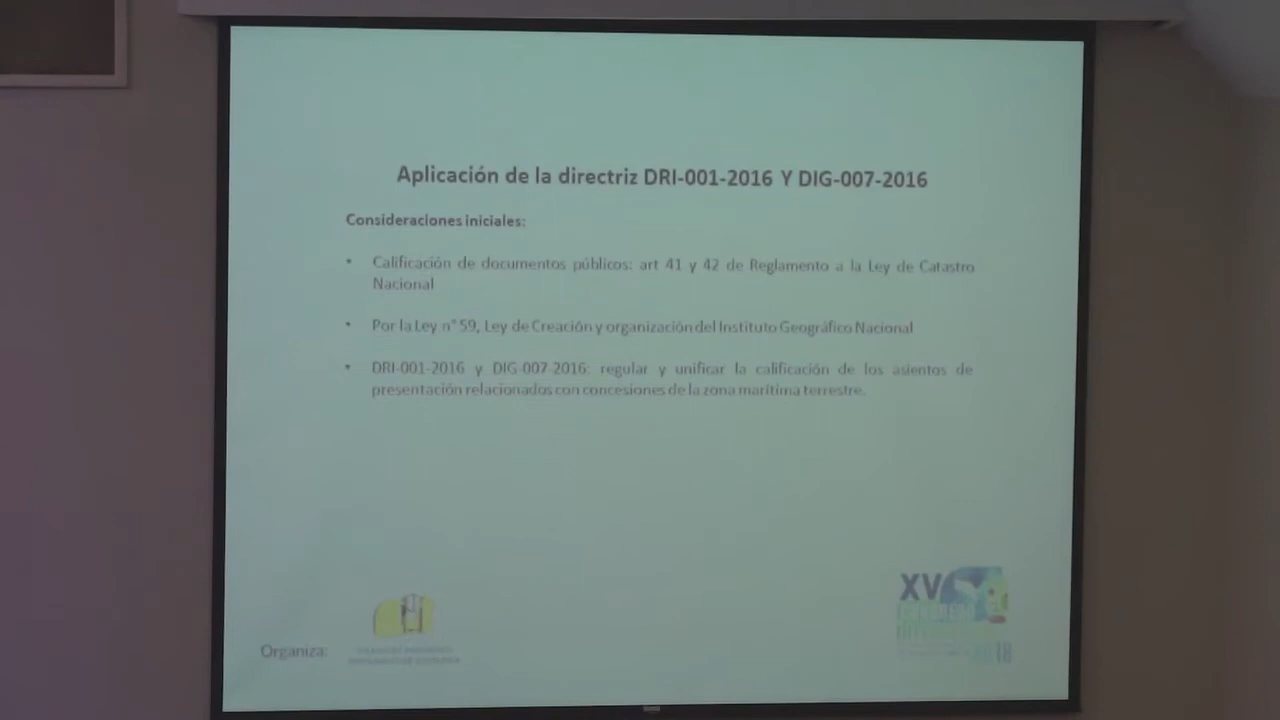 Aplicación de la directriz DRI-001-2016 Y DIG-007-2016
Consideraciones iniciales:
• Calificación de documentos públicos: art 41 y 42 de Reglamento a la Ley de Catastro
Nacional
• Por la Ley n° 59, Ley de Creación y organización del Instituto Geográfico Nacional
• DRI-001-2016 y DIG-007-2016: regular y unificar la calificación de los asientos de
presentación relacionados con concesiones de la zona marítima terrestre.
XV
2018
Organiza: